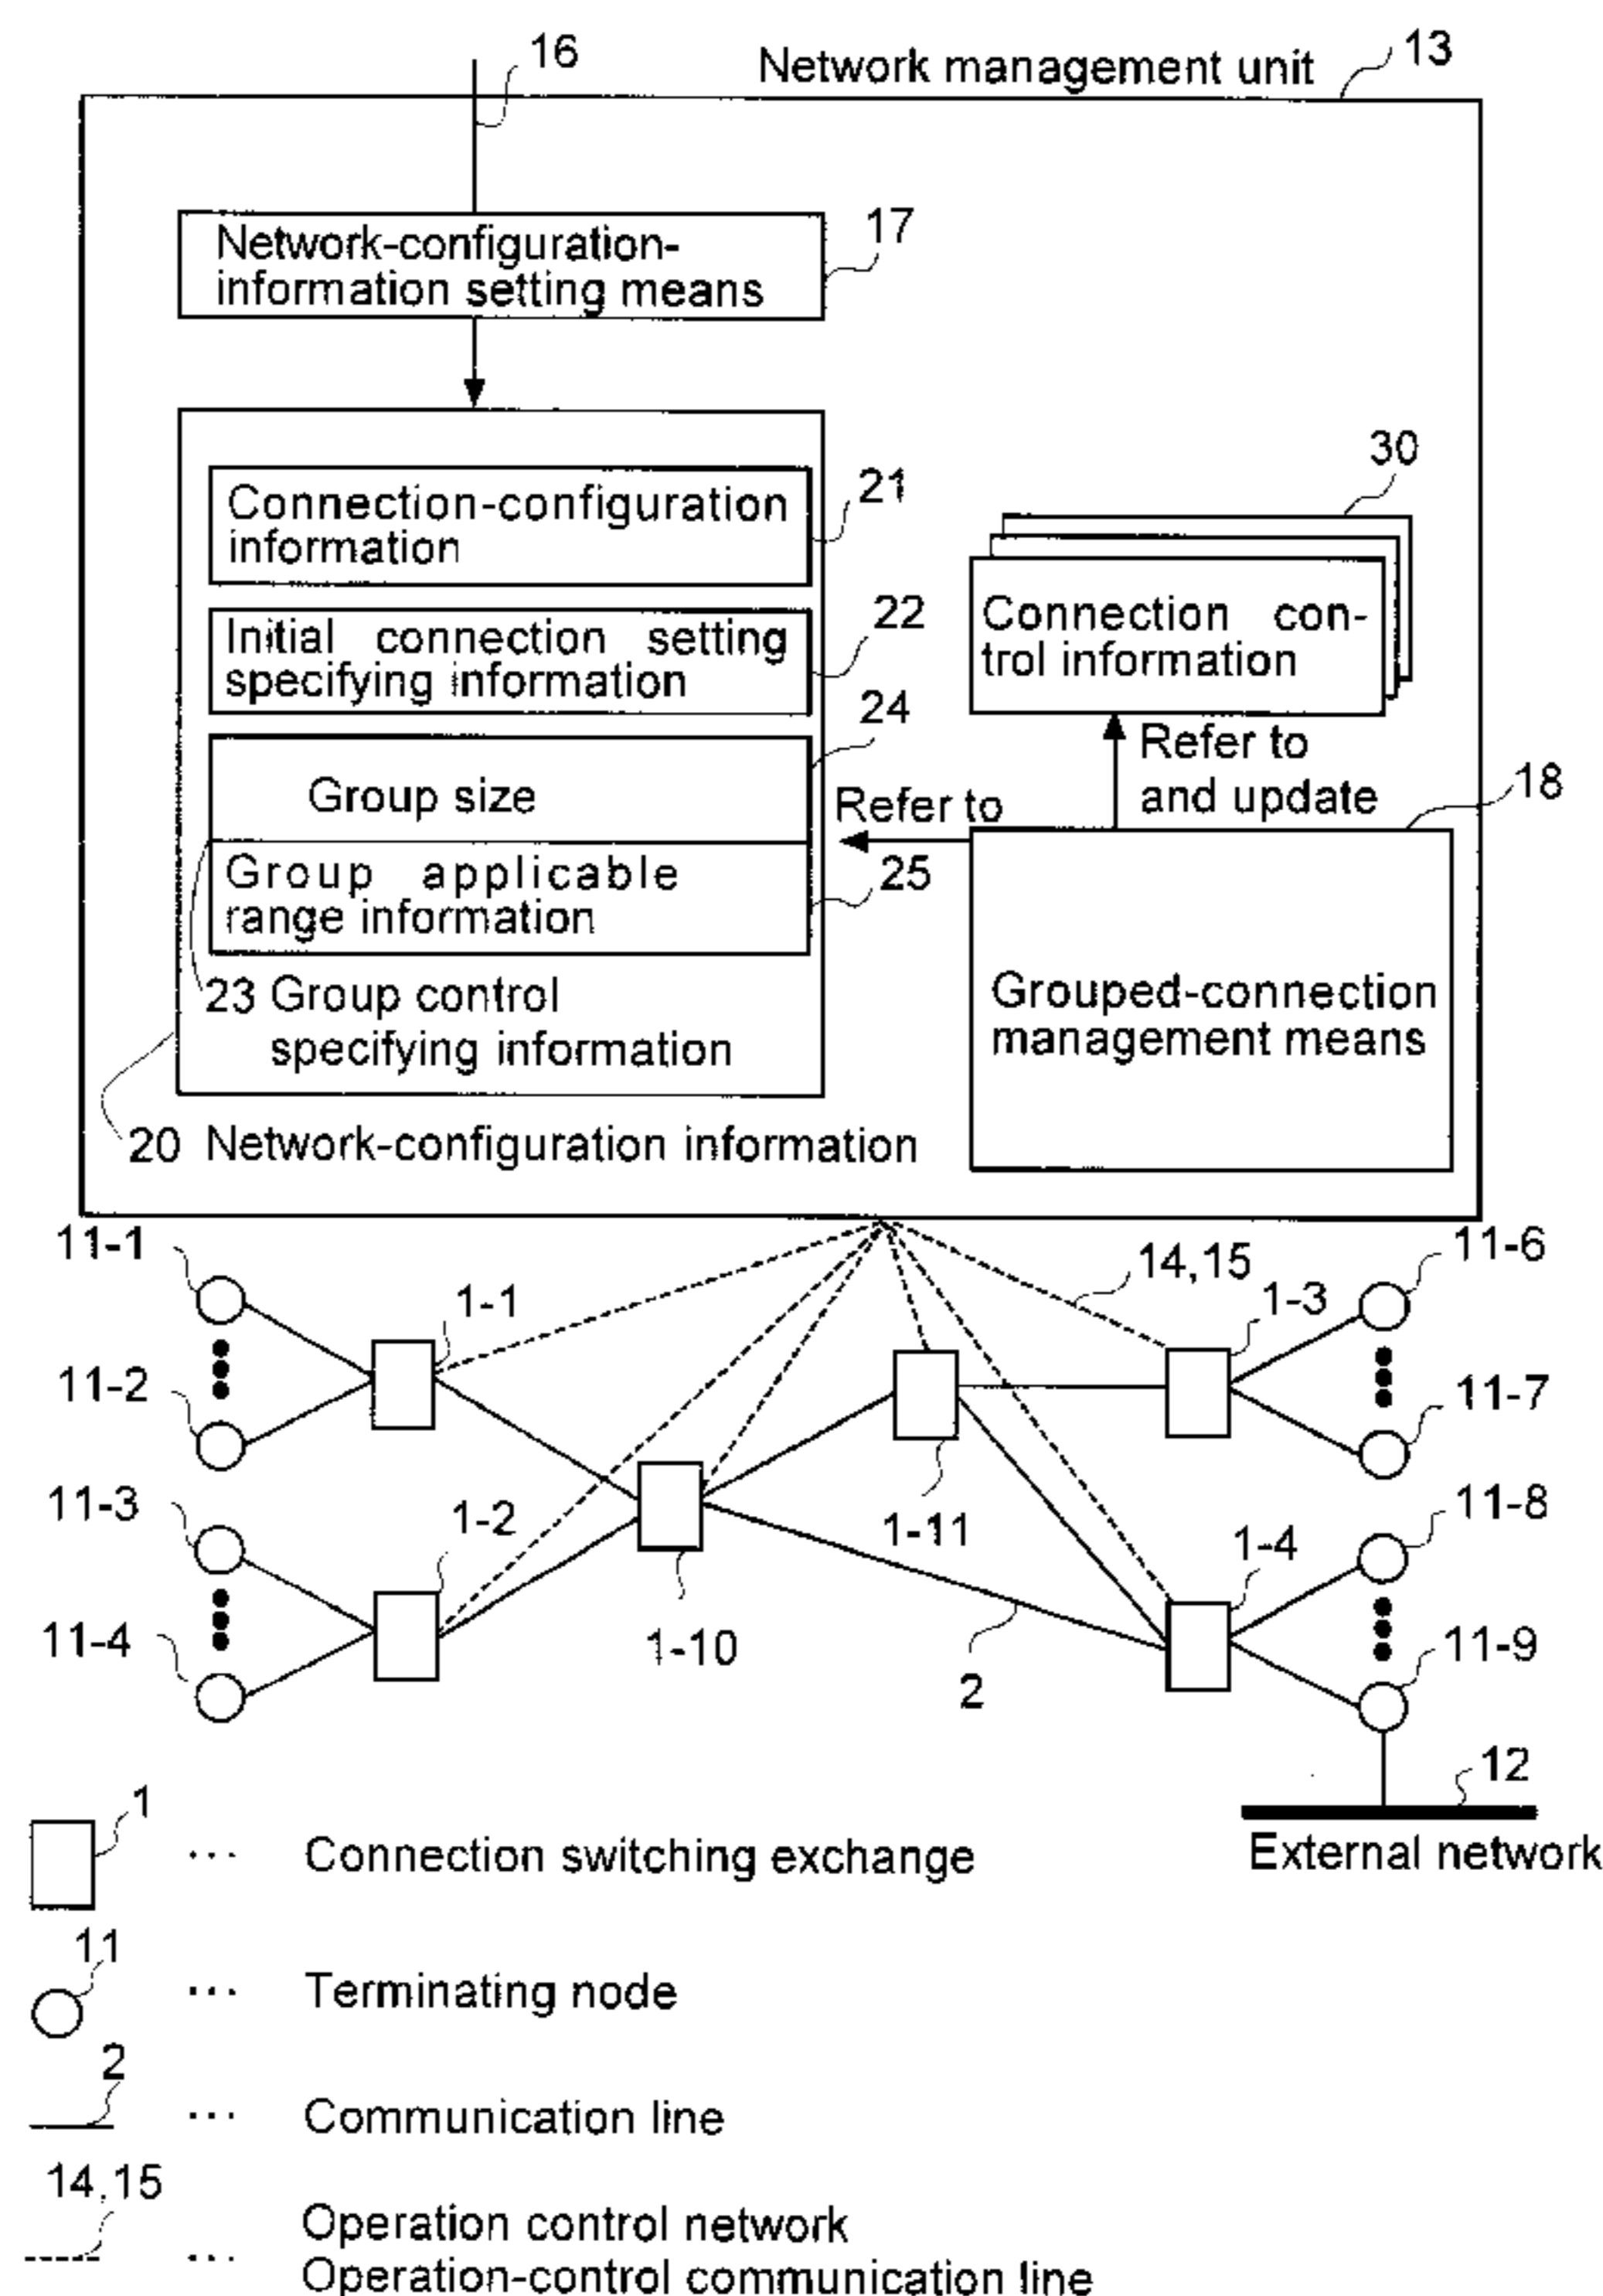 16
Network management unit
13
Network-configuration-
information setting means
17
Connection-configuration
information
21
Initial connection setting
specifying information
22
24
Group size
Group applicable
range information
25
23 Group control
specifying information
20 Network-configuration information
30
Connection con-
trol information
Refer to
and update
Refer to
18
Grouped-connection
management means
11-1
11-2
11-3
11-4
1-1
1-2
1-10
1-11
14,15
1-3
1-4
2
11-6
11-7
11-8
11-9
12
External network
1
... Connection switching exchange
11
... Terminating node
2
... Communication line
14,15
... Operation control network
Operation-control communication line